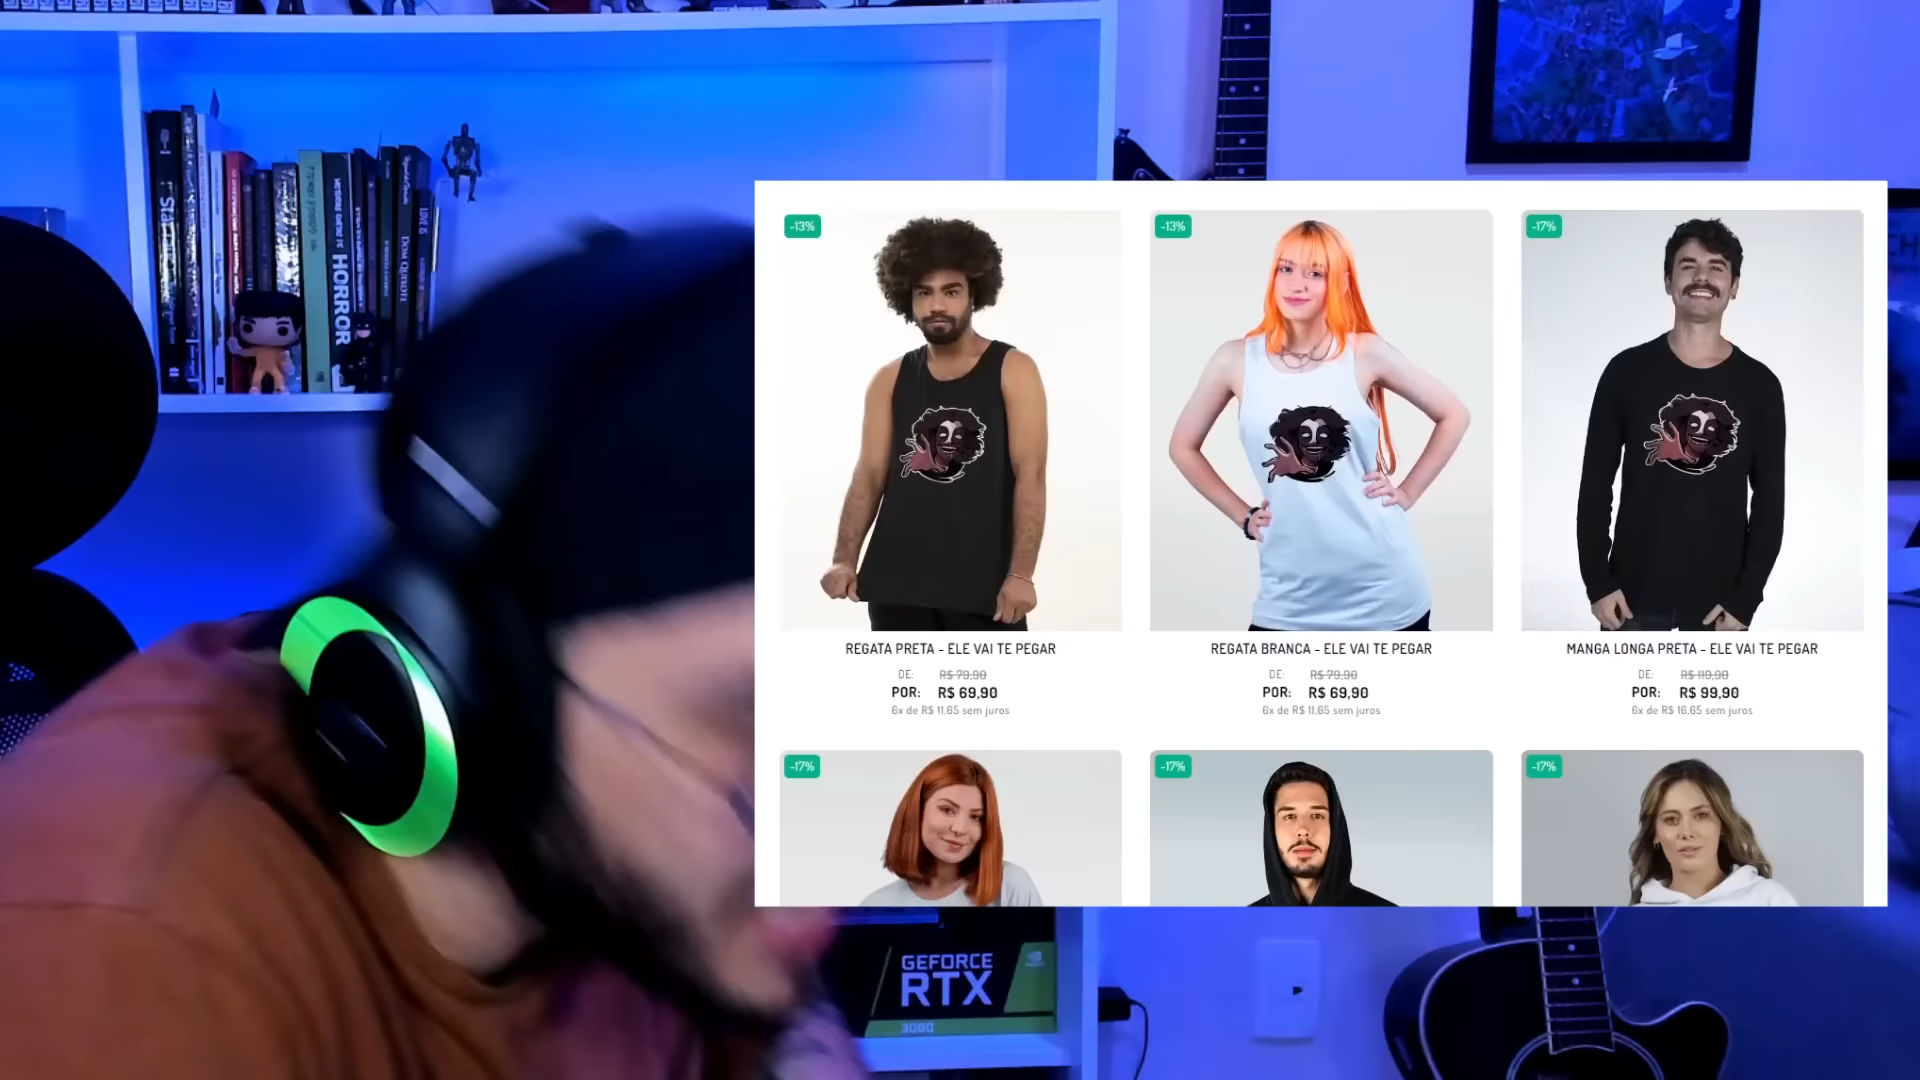 HORROR
DOM QUIXOTE
-13%
-13%
-17%
REGATA PRETA - ELE VAI TE PEGAR
DE: R$ 79,90
POR: R$ 69,90
6x de R$ 11,65 sem juros
REGATA BRANCA - ELE VAI TE PEGAR
DE: R$ 79,90
POR: R$ 69,90
6x de R$ 11,65 sem juros
MANGA LONGA PRETA - ELE VAI TE PEGAR
DE: R$ 119,90
POR: R$ 99,90
6x de R$ 16,65 sem juros
-17%
-17%
-17%
GEFORCE
RTX
3080